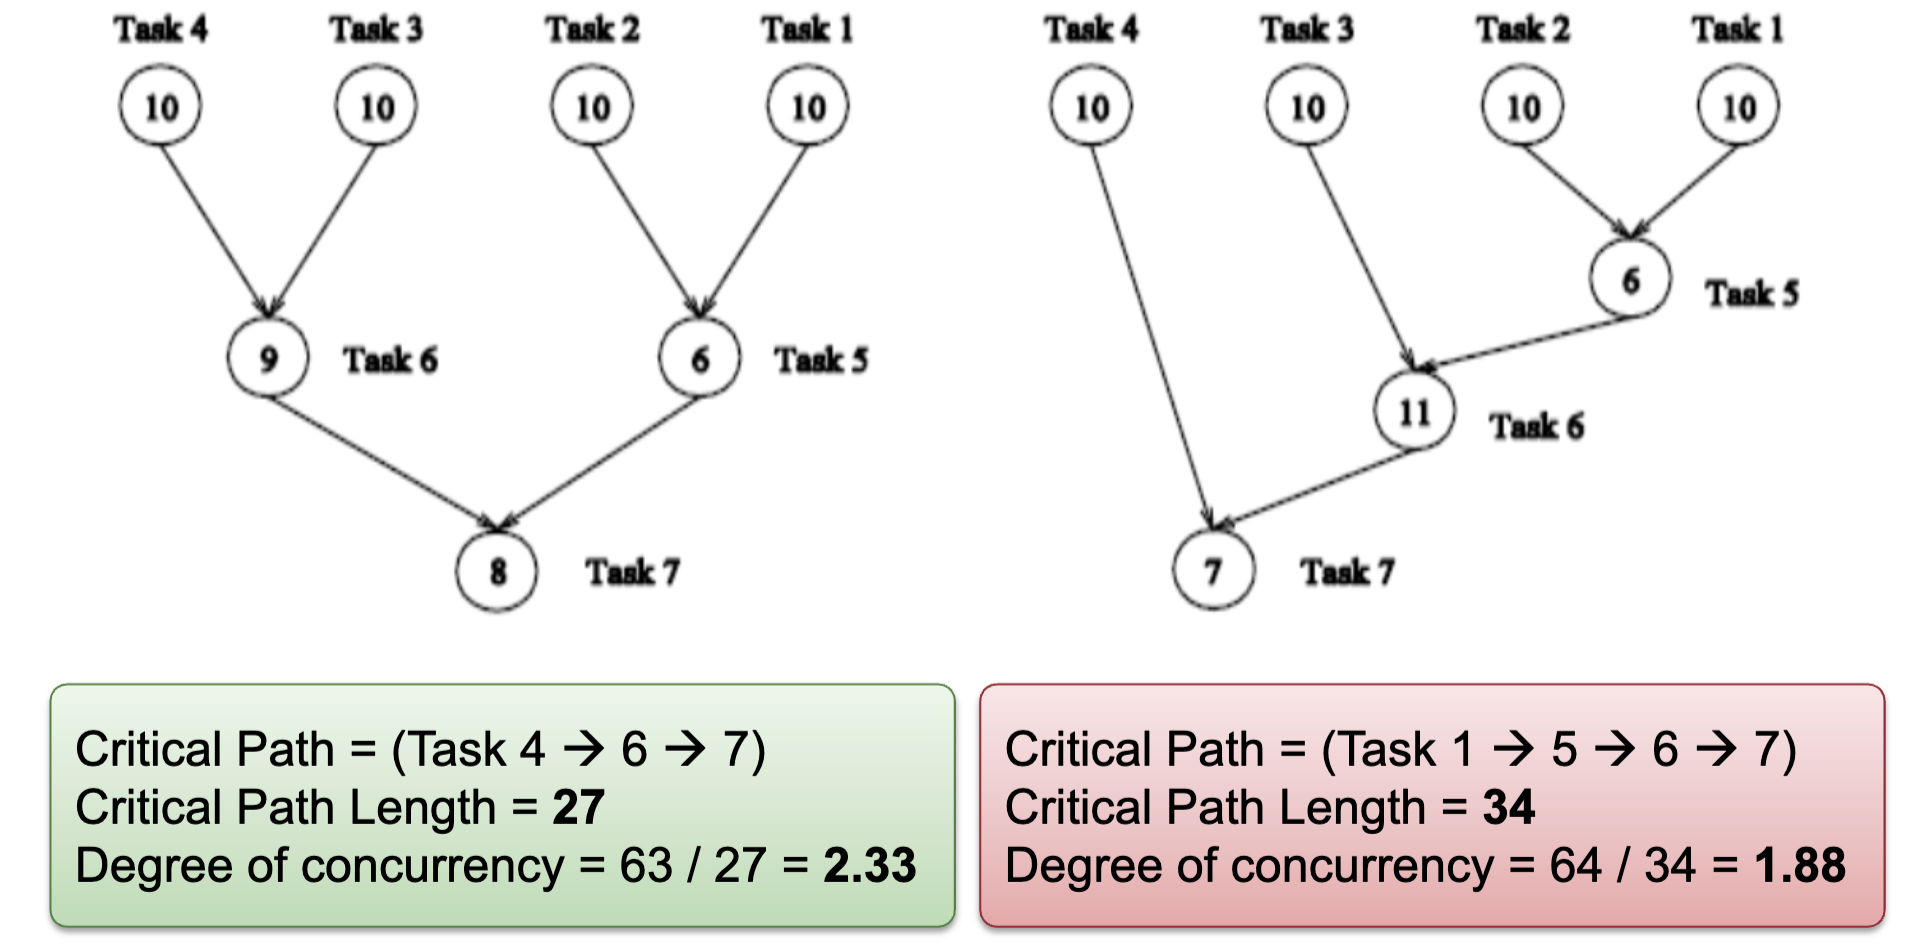 Task 4 Task 3 Task 2 Task 1
10 10 10 10
9 Task 6 6 Task 5
8 Task 7
Task 4 Task 3 Task 2 Task 1
10 10 10 10
6 Task 5
11 Task 6
7 Task 7
Critical Path = (Task 4 → 6 → 7)
Critical Path Length = 27
Degree of concurrency = 63 / 27 = 2.33
Critical Path = (Task 1 → 5 → 6 → 7)
Critical Path Length = 34
Degree of concurrency = 64 / 34 = 1.88